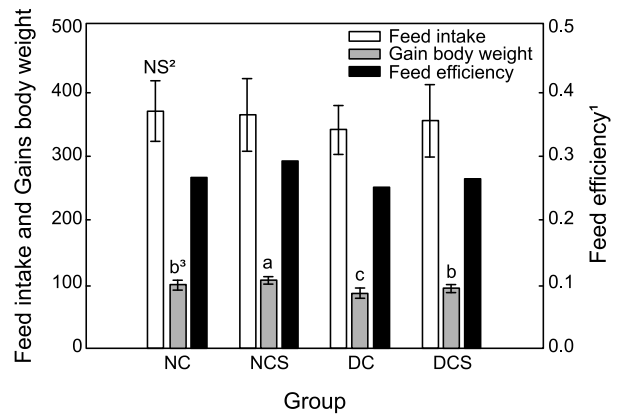 Feed intake and Gains body weight
500
400
300
200
100
0
NS²
b³
a
c
b
Feed intake
Gain body weight
Feed efficiency
0.5
0.4
0.3
0.2
0.1
0.0
Feed efficiency¹
NC NCS DC DCS
Group